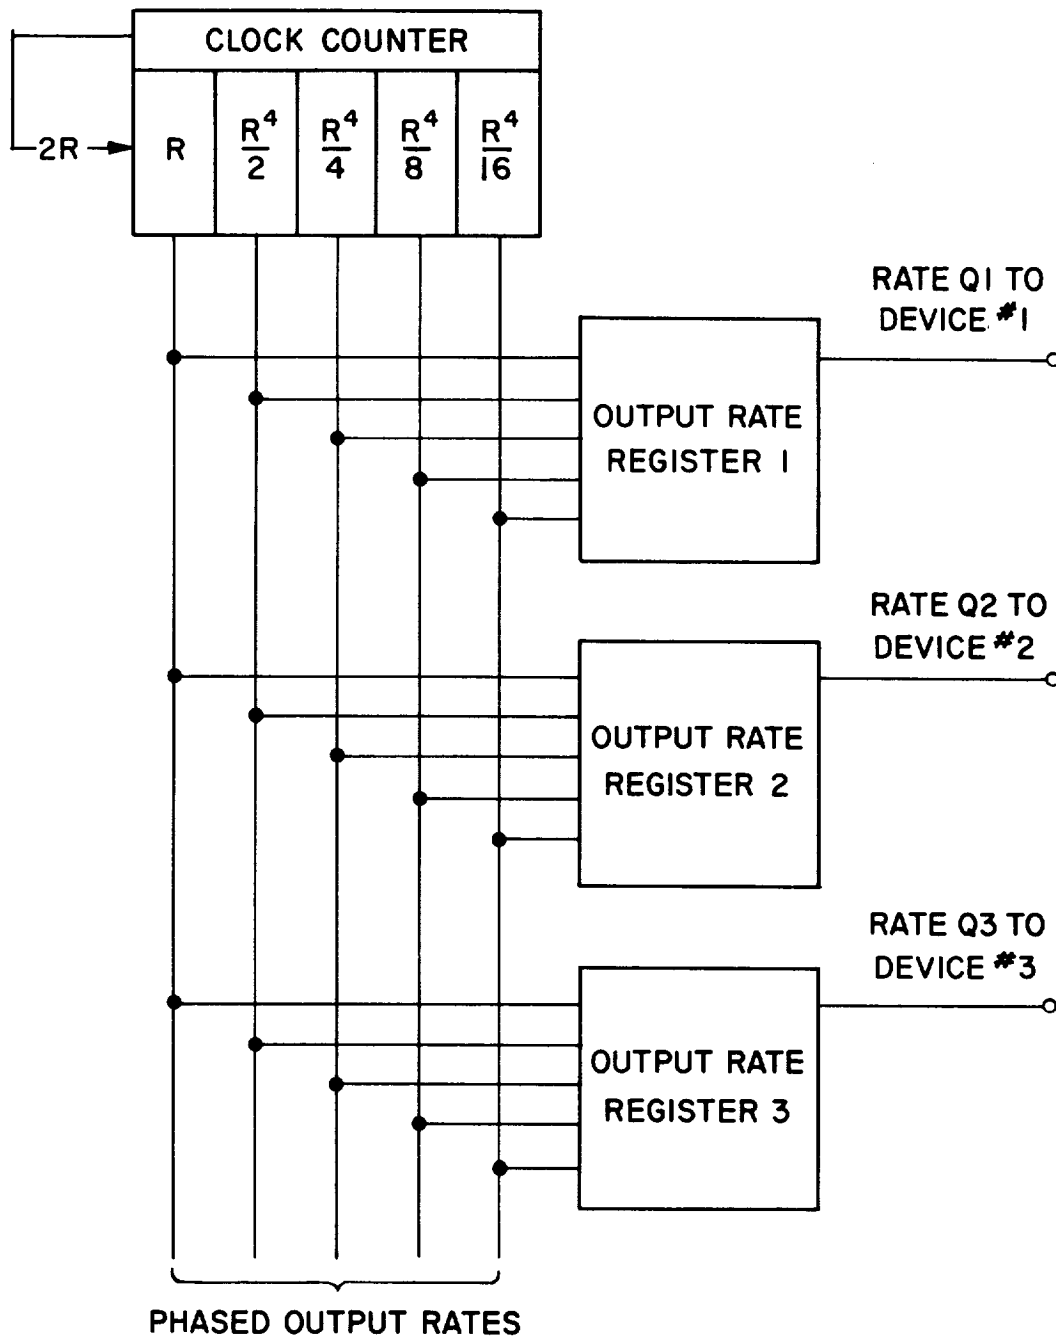 CLOCK COUNTER
2R
R
R⁴/2
R⁴/4
R⁴/8
R⁴/16
RATE Q1 TO
DEVICE #1
OUTPUT RATE
REGISTER 1
RATE Q2 TO
DEVICE #2
OUTPUT RATE
REGISTER 2
RATE Q3 TO
DEVICE #3
OUTPUT RATE
REGISTER 3
PHASED OUTPUT RATES